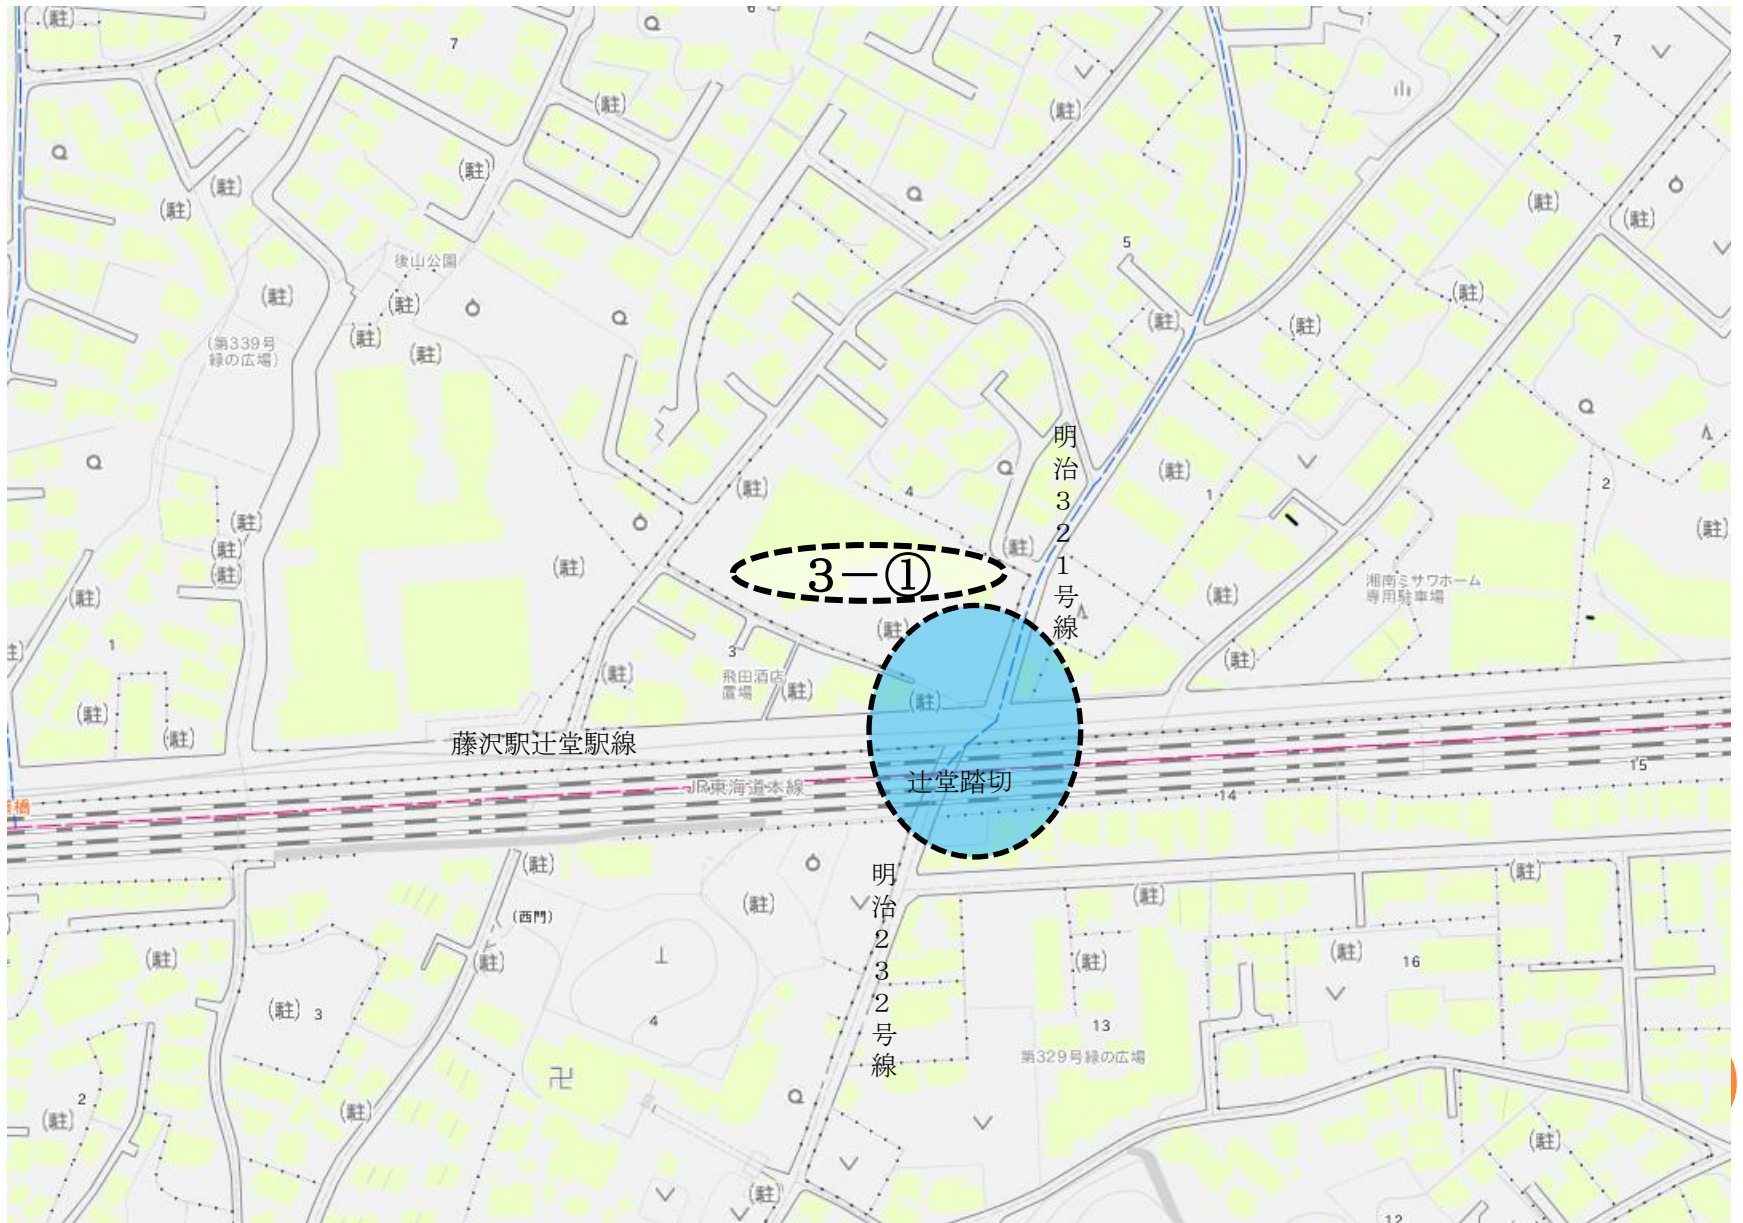 (駐)
7
6
7
(駐)
(駐)
(駐)
(駐)
(駐)
(駐)
(駐)
5
後山公園
(駐)
(駐)
(駐)
(駐)
(駐)
(駐)
(駐)
(第339号
緑の広場)
明治321号線
(駐)
(駐)
4
1
2
(駐)
(駐)
(駐)
(駐)
(駐)
(駐)
3−①
湘南ミサワホーム
専用駐車場
(駐)
(駐)
(駐)
1
3
(駐)
(駐)
飛田酒店
置場
(駐)
(駐)
(駐)
(駐)
藤沢駅辻堂駅線
JR東海道本線
辻堂踏切
15
14
橋
(駐)
明治232号線
(駐)
(駐)
(駐)
(西門)
(駐)
(駐)
(駐)
(駐)
16
(駐)
3
4
13
第329号緑の広場
2
(駐)
(駐)
(駐)
(駐)
12